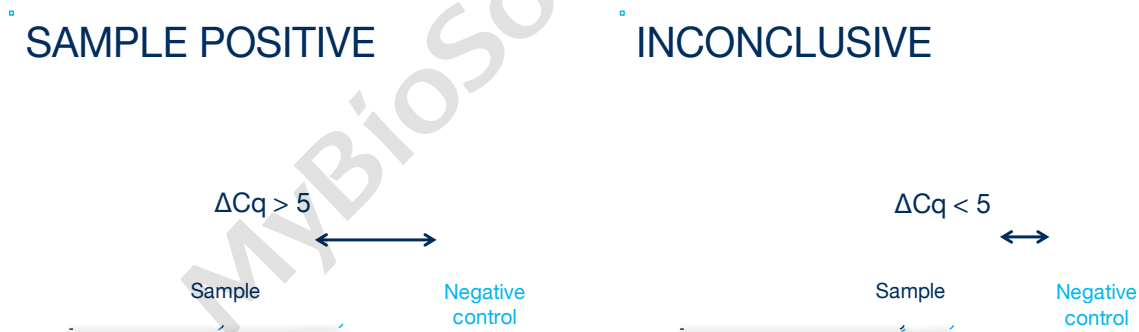 SAMPLE POSITIVE
ΔCq > 5
Sample
Negative
control
INCONCLUSIVE
ΔCq < 5
Sample
Negative
control
MyBioSo